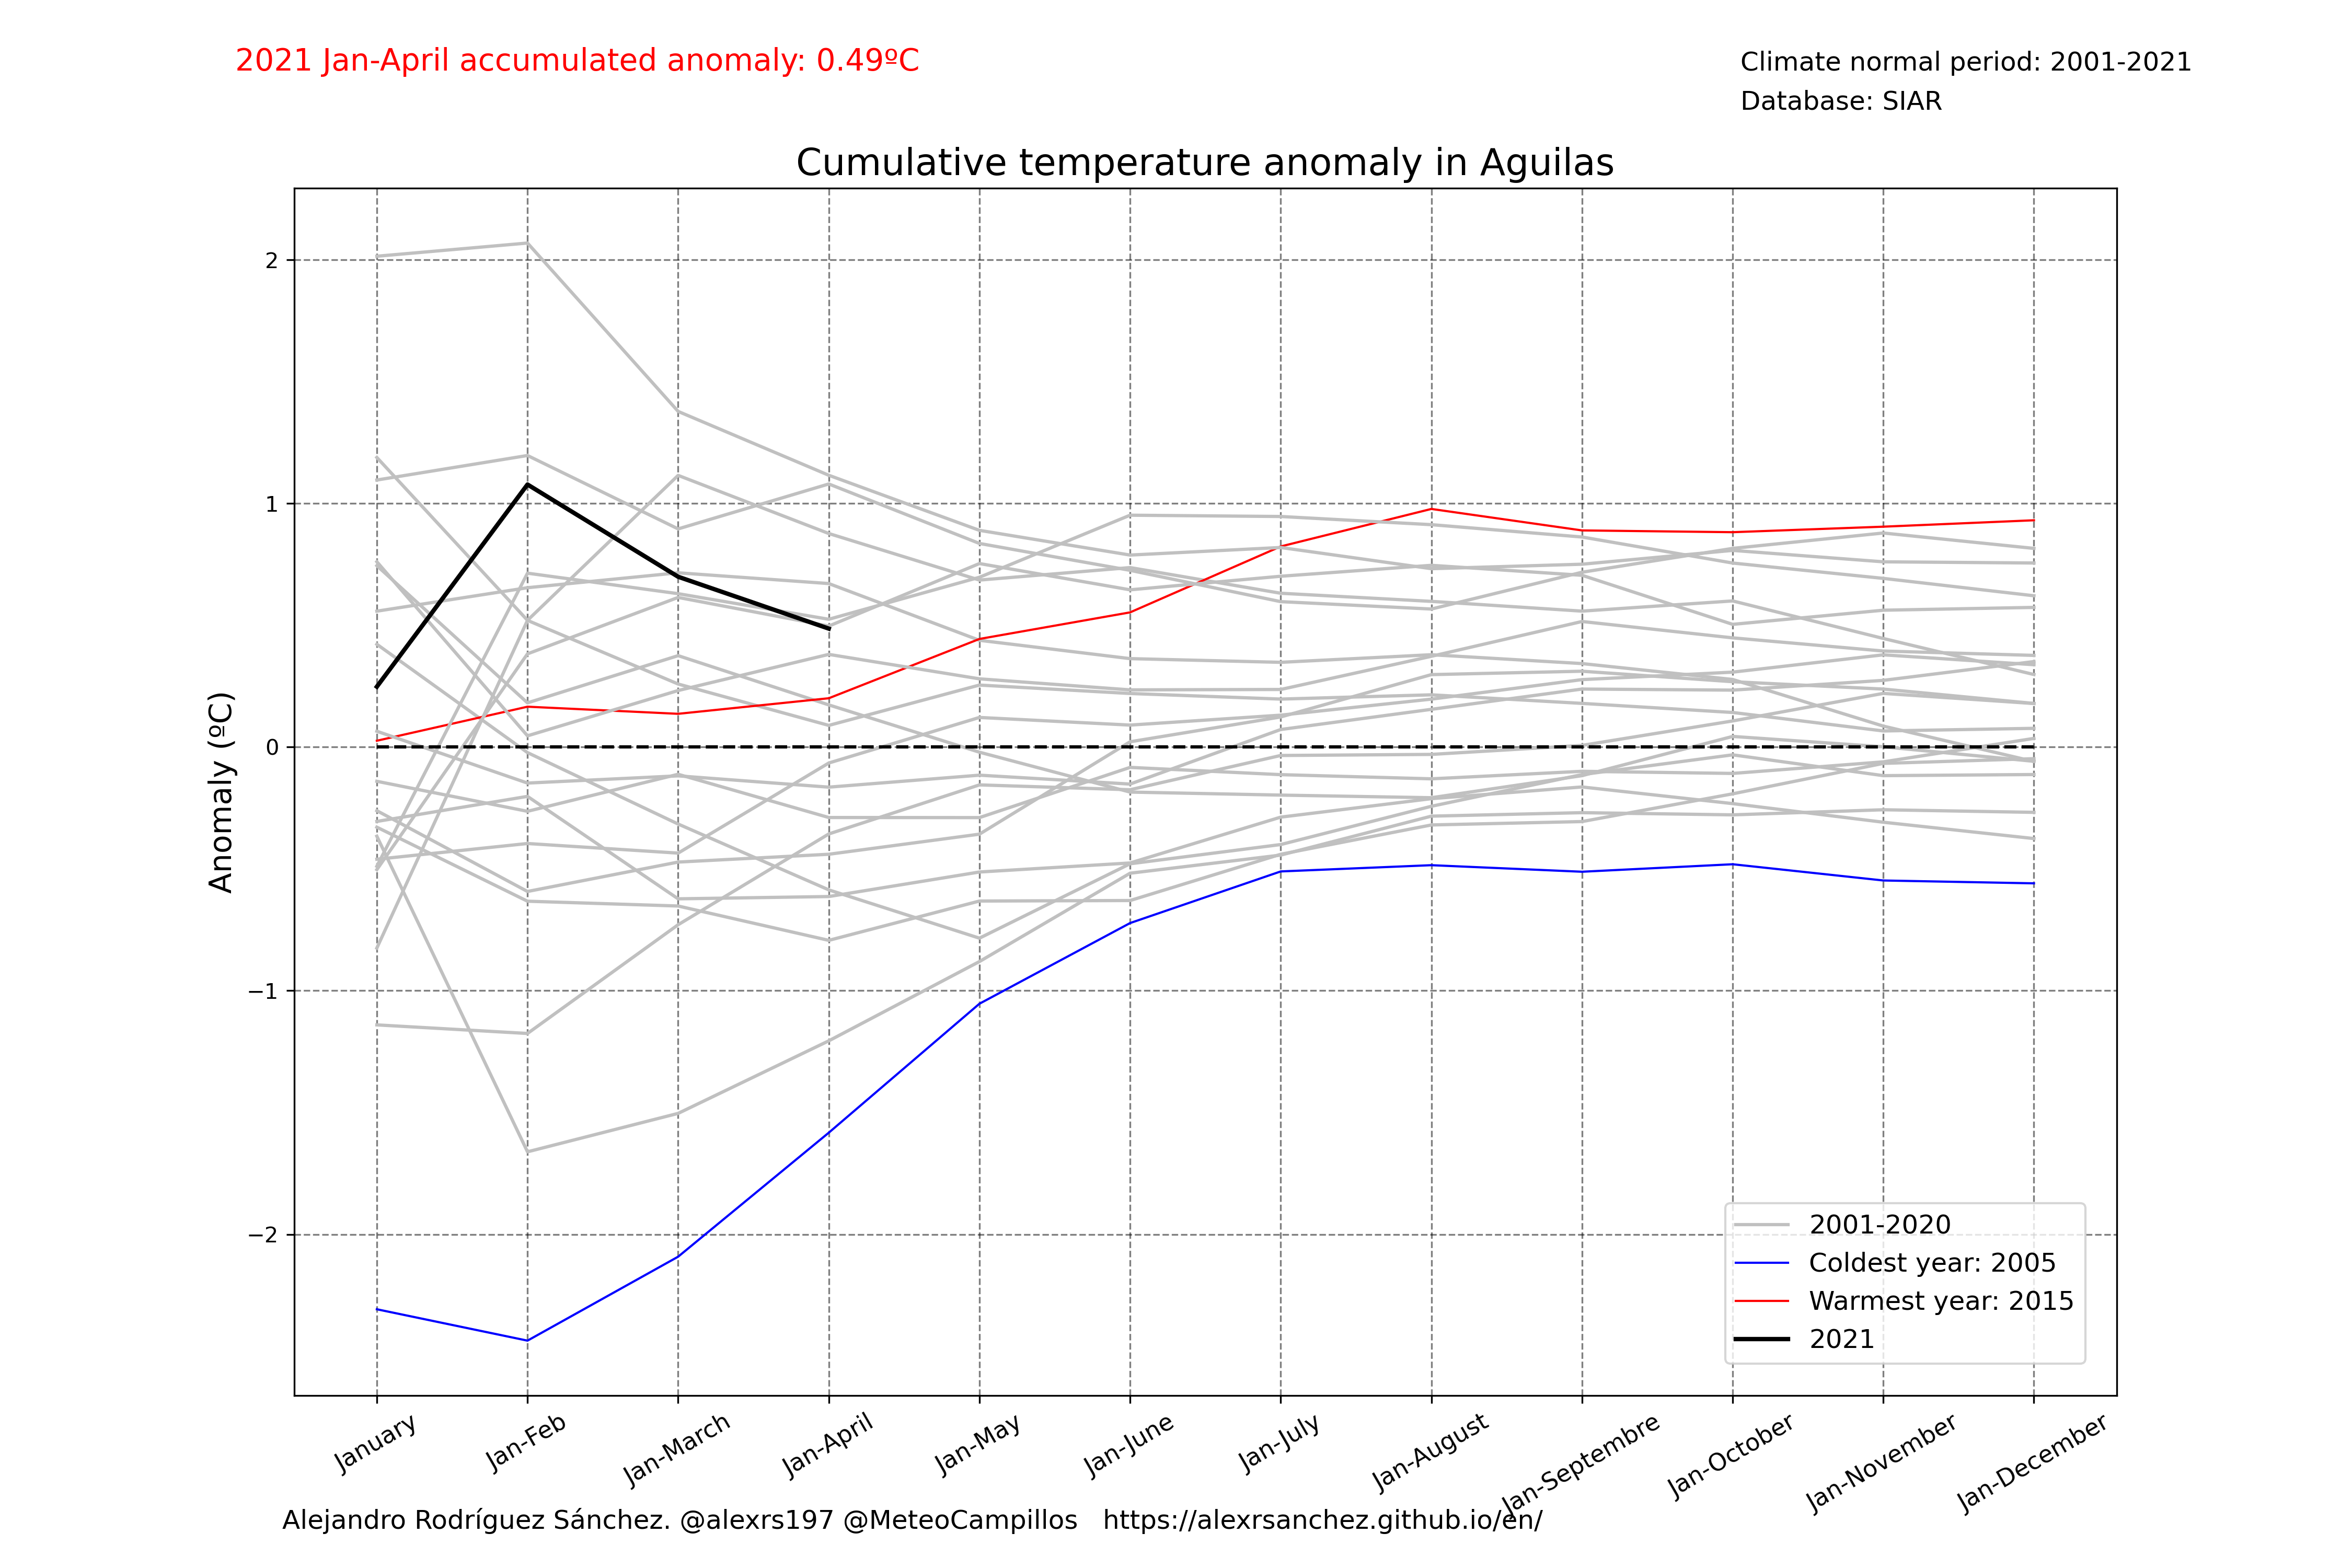 2021 Jan-April accumulated anomaly: 0.49ºC
Climate normal period: 2001-2021
Database: SIAR
Cumulative temperature anomaly in Aguilas
Anomaly (ºC)
2
1
0
−1
−2
2001-2020
Coldest year: 2005
Warmest year: 2015
2021
January
Jan-Feb
Jan-March
Jan-April
Jan-May
Jan-June
Jan-July
Jan-August
Jan-Septembre
Jan-October
Jan-November
Jan-December
Alejandro Rodríguez Sánchez. @alexrs197 @MeteoCampillos https://alexrsanchez.github.io/en/